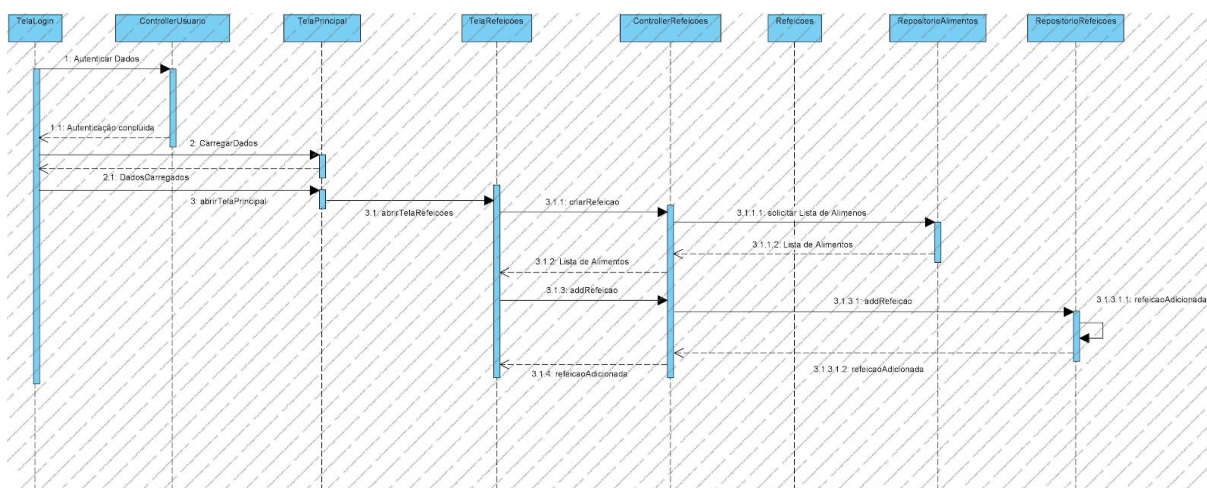 TelaLogin
ControllerUsuario
TelaPrincipal
TelaRefeicoes
ControllerRefeicoes
Refeicoes
RepositorioAlimentos
RepositorioRefeicoes
1: Autenticar Dados
1.1: Autenticação concluida
2: CarregarDados
2.1: DadosCarregados
3: abrirTelaPrincipal
3.1: abrirTelaRefeicoes
3.1.1: criarRefeicao
3.1.1.1: solicitar Lista de Alimenos
3.1.1.2: Lista de Alimentos
3.1.2: Lista de Alimentos
3.1.3: addRefeicao
3.1.3.1: addRefeicao
3.1.3.1.1: refeicaoAdicionada
3.1.3.1.2: refeicaoAdicionada
3.1.4: refeicaoAdicionada